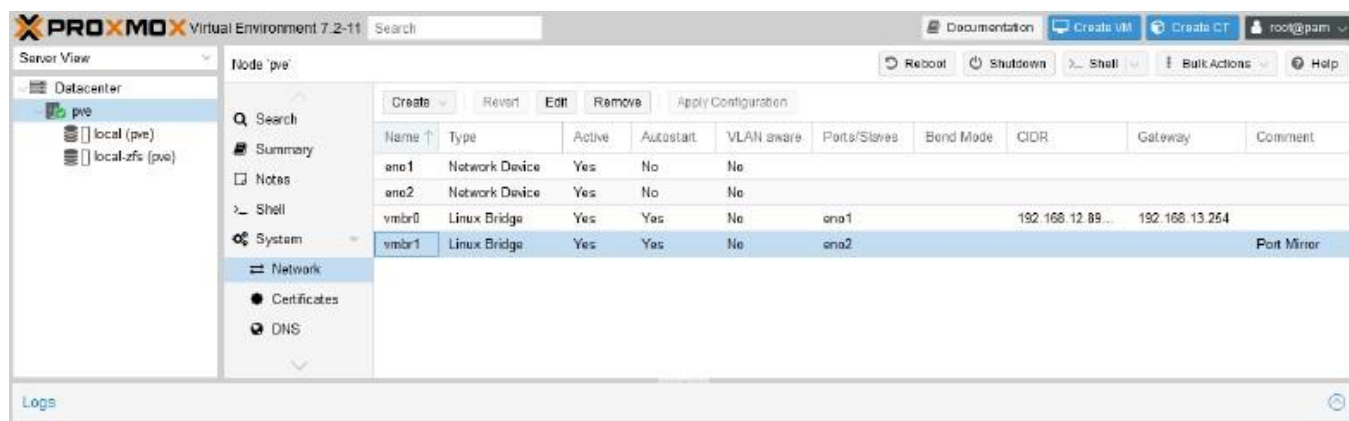 PROXMOX Virtual Environment 7.2-11 Search Documentation Create VM Create CT root@pam
Server View
Datacenter
pve
local (pve)
local-zfs (pve)
Node 'pve' Reboot Shutdown Shell Bulk Actions Help
Search
Summary
Notes
Shell
System
Network
Certificates
DNS
Create Revert Edit Remove Apply Configuration
Name Type Active Autostart VLAN aware Ports/Slaves Bond Mode CIDR Gateway Comment
eno1 Network Device Yes No No
eno2 Network Device Yes No No
vmbr0 Linux Bridge Yes Yes No eno1 192.168.12.89... 192.168.13.254
vmbr1 Linux Bridge Yes Yes No eno2 Port Mirror
Logs